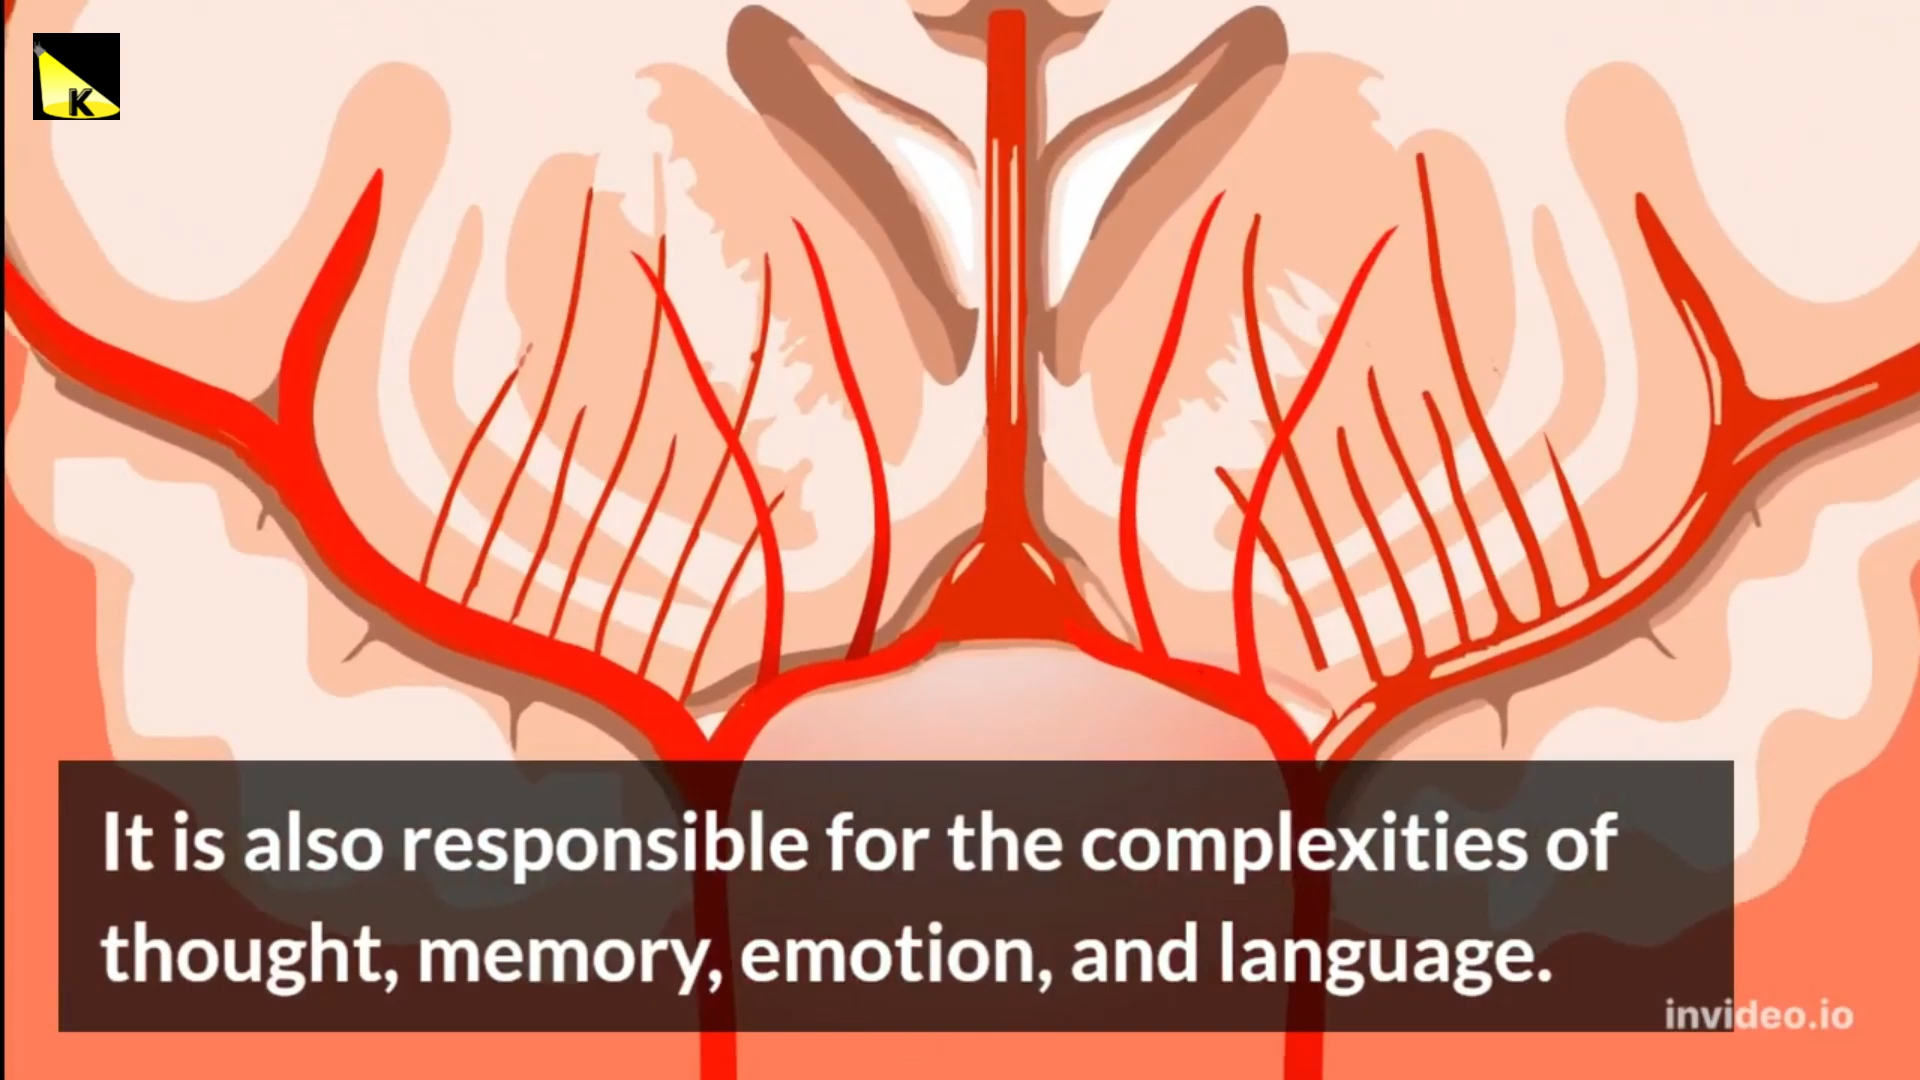 K
It is also responsible for the complexities of
thought, memory, emotion, and language.
invideo.io